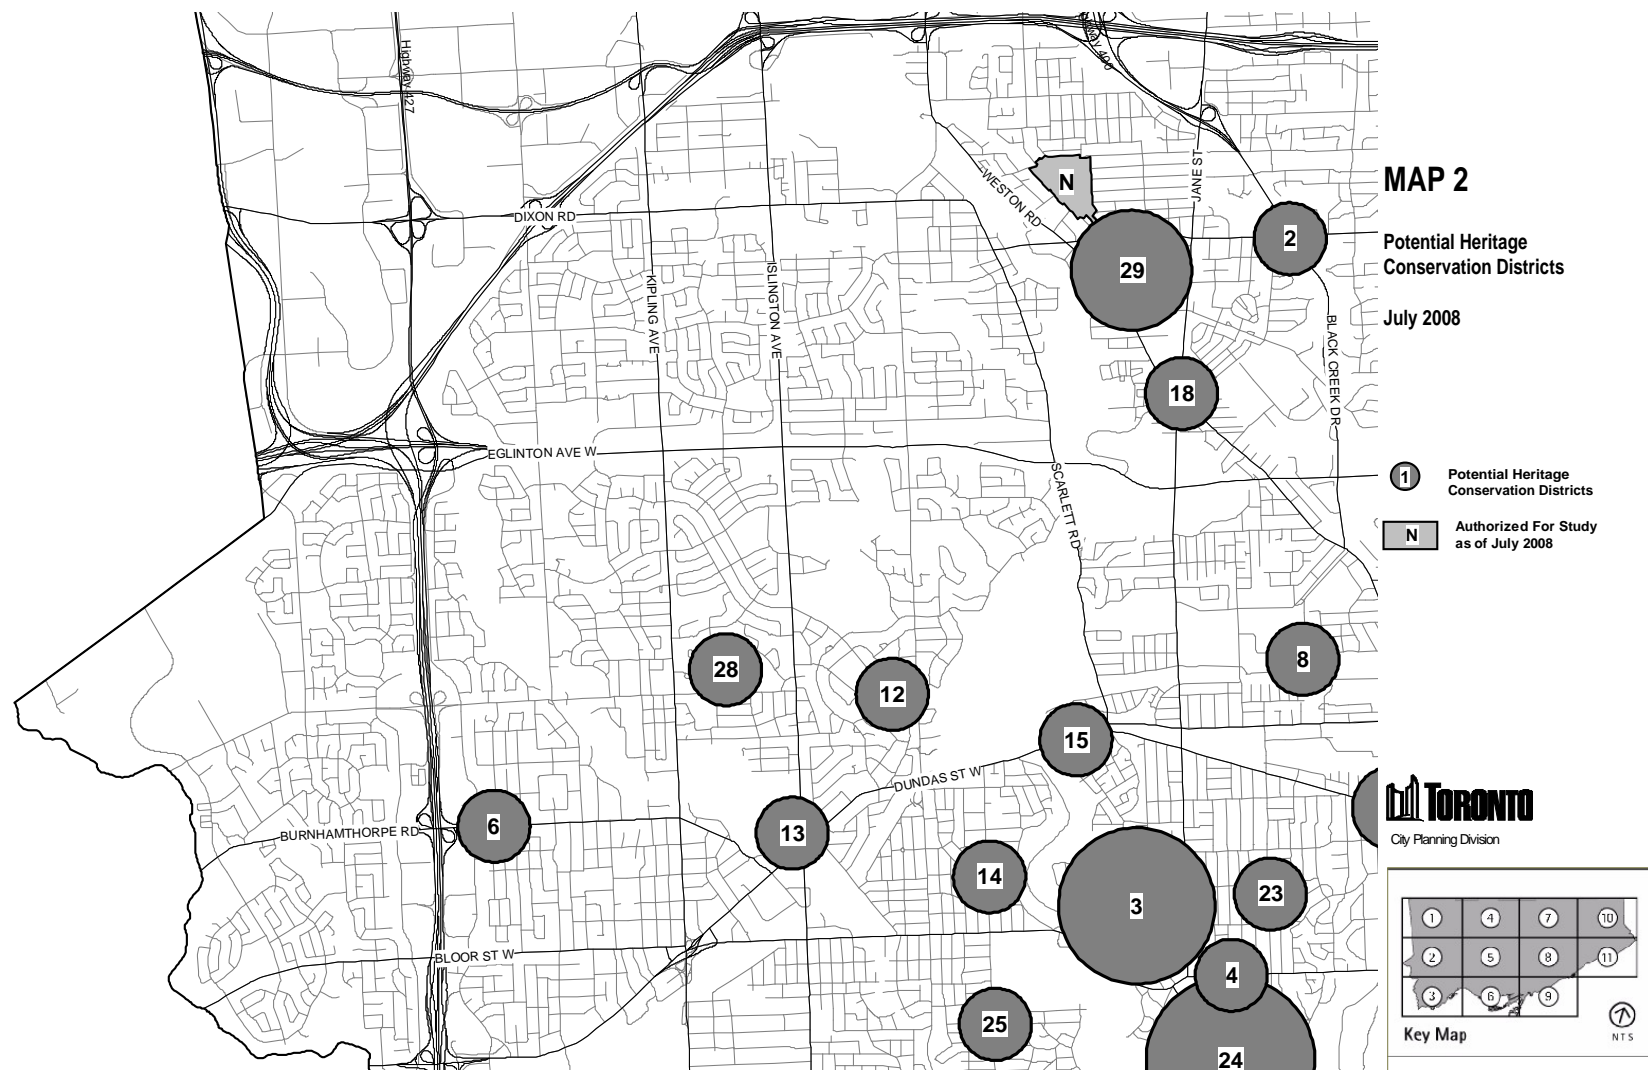 Highway 427
WESTON RD
N
JANE ST
DIXON RD
2
29
KIPLING AVE
ISLINGTON AVE
BLACK CREEK DR
18
EGLINTON AVE W
SCARLETT RD
28
12
8
15
DUNDAS ST W
6
BURNHAMTHORPE RD
13
14
3
23
BLOOR ST W
4
25
24
MAP 2
Potential Heritage
Conservation Districts
July 2008
1
Potential Heritage
Conservation Districts
N
Authorized For Study
as of July 2008
TORONTO
City Planning Division
1 4 7 10
2 5 8 11
3 6 9
Key Map
NTS